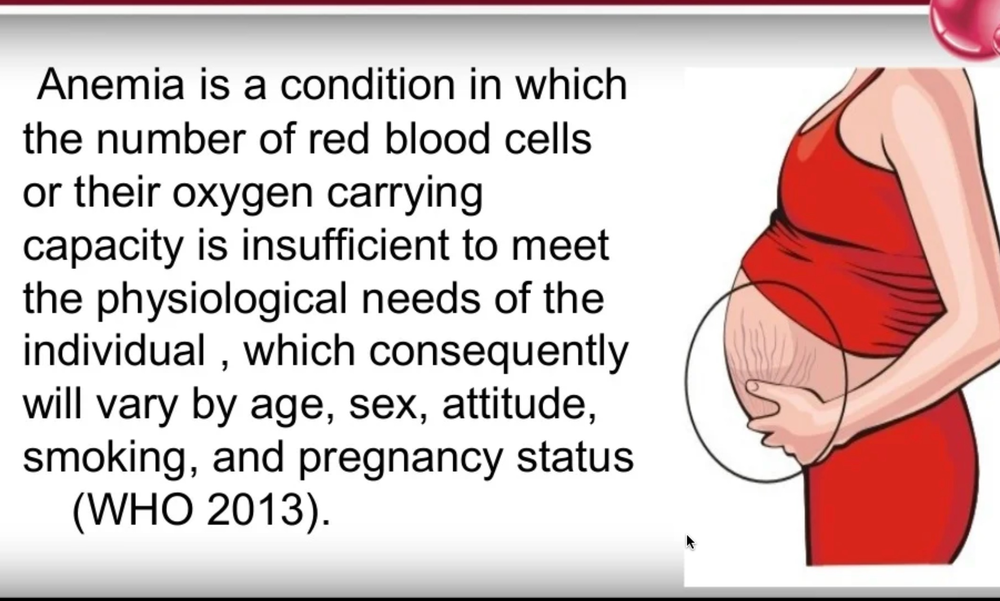 Anemia is a condition in which
the number of red blood cells
or their oxygen carrying
capacity is insufficient to meet
the physiological needs of the
individual , which consequently
will vary by age, sex, attitude,
smoking, and pregnancy status
(WHO 2013).